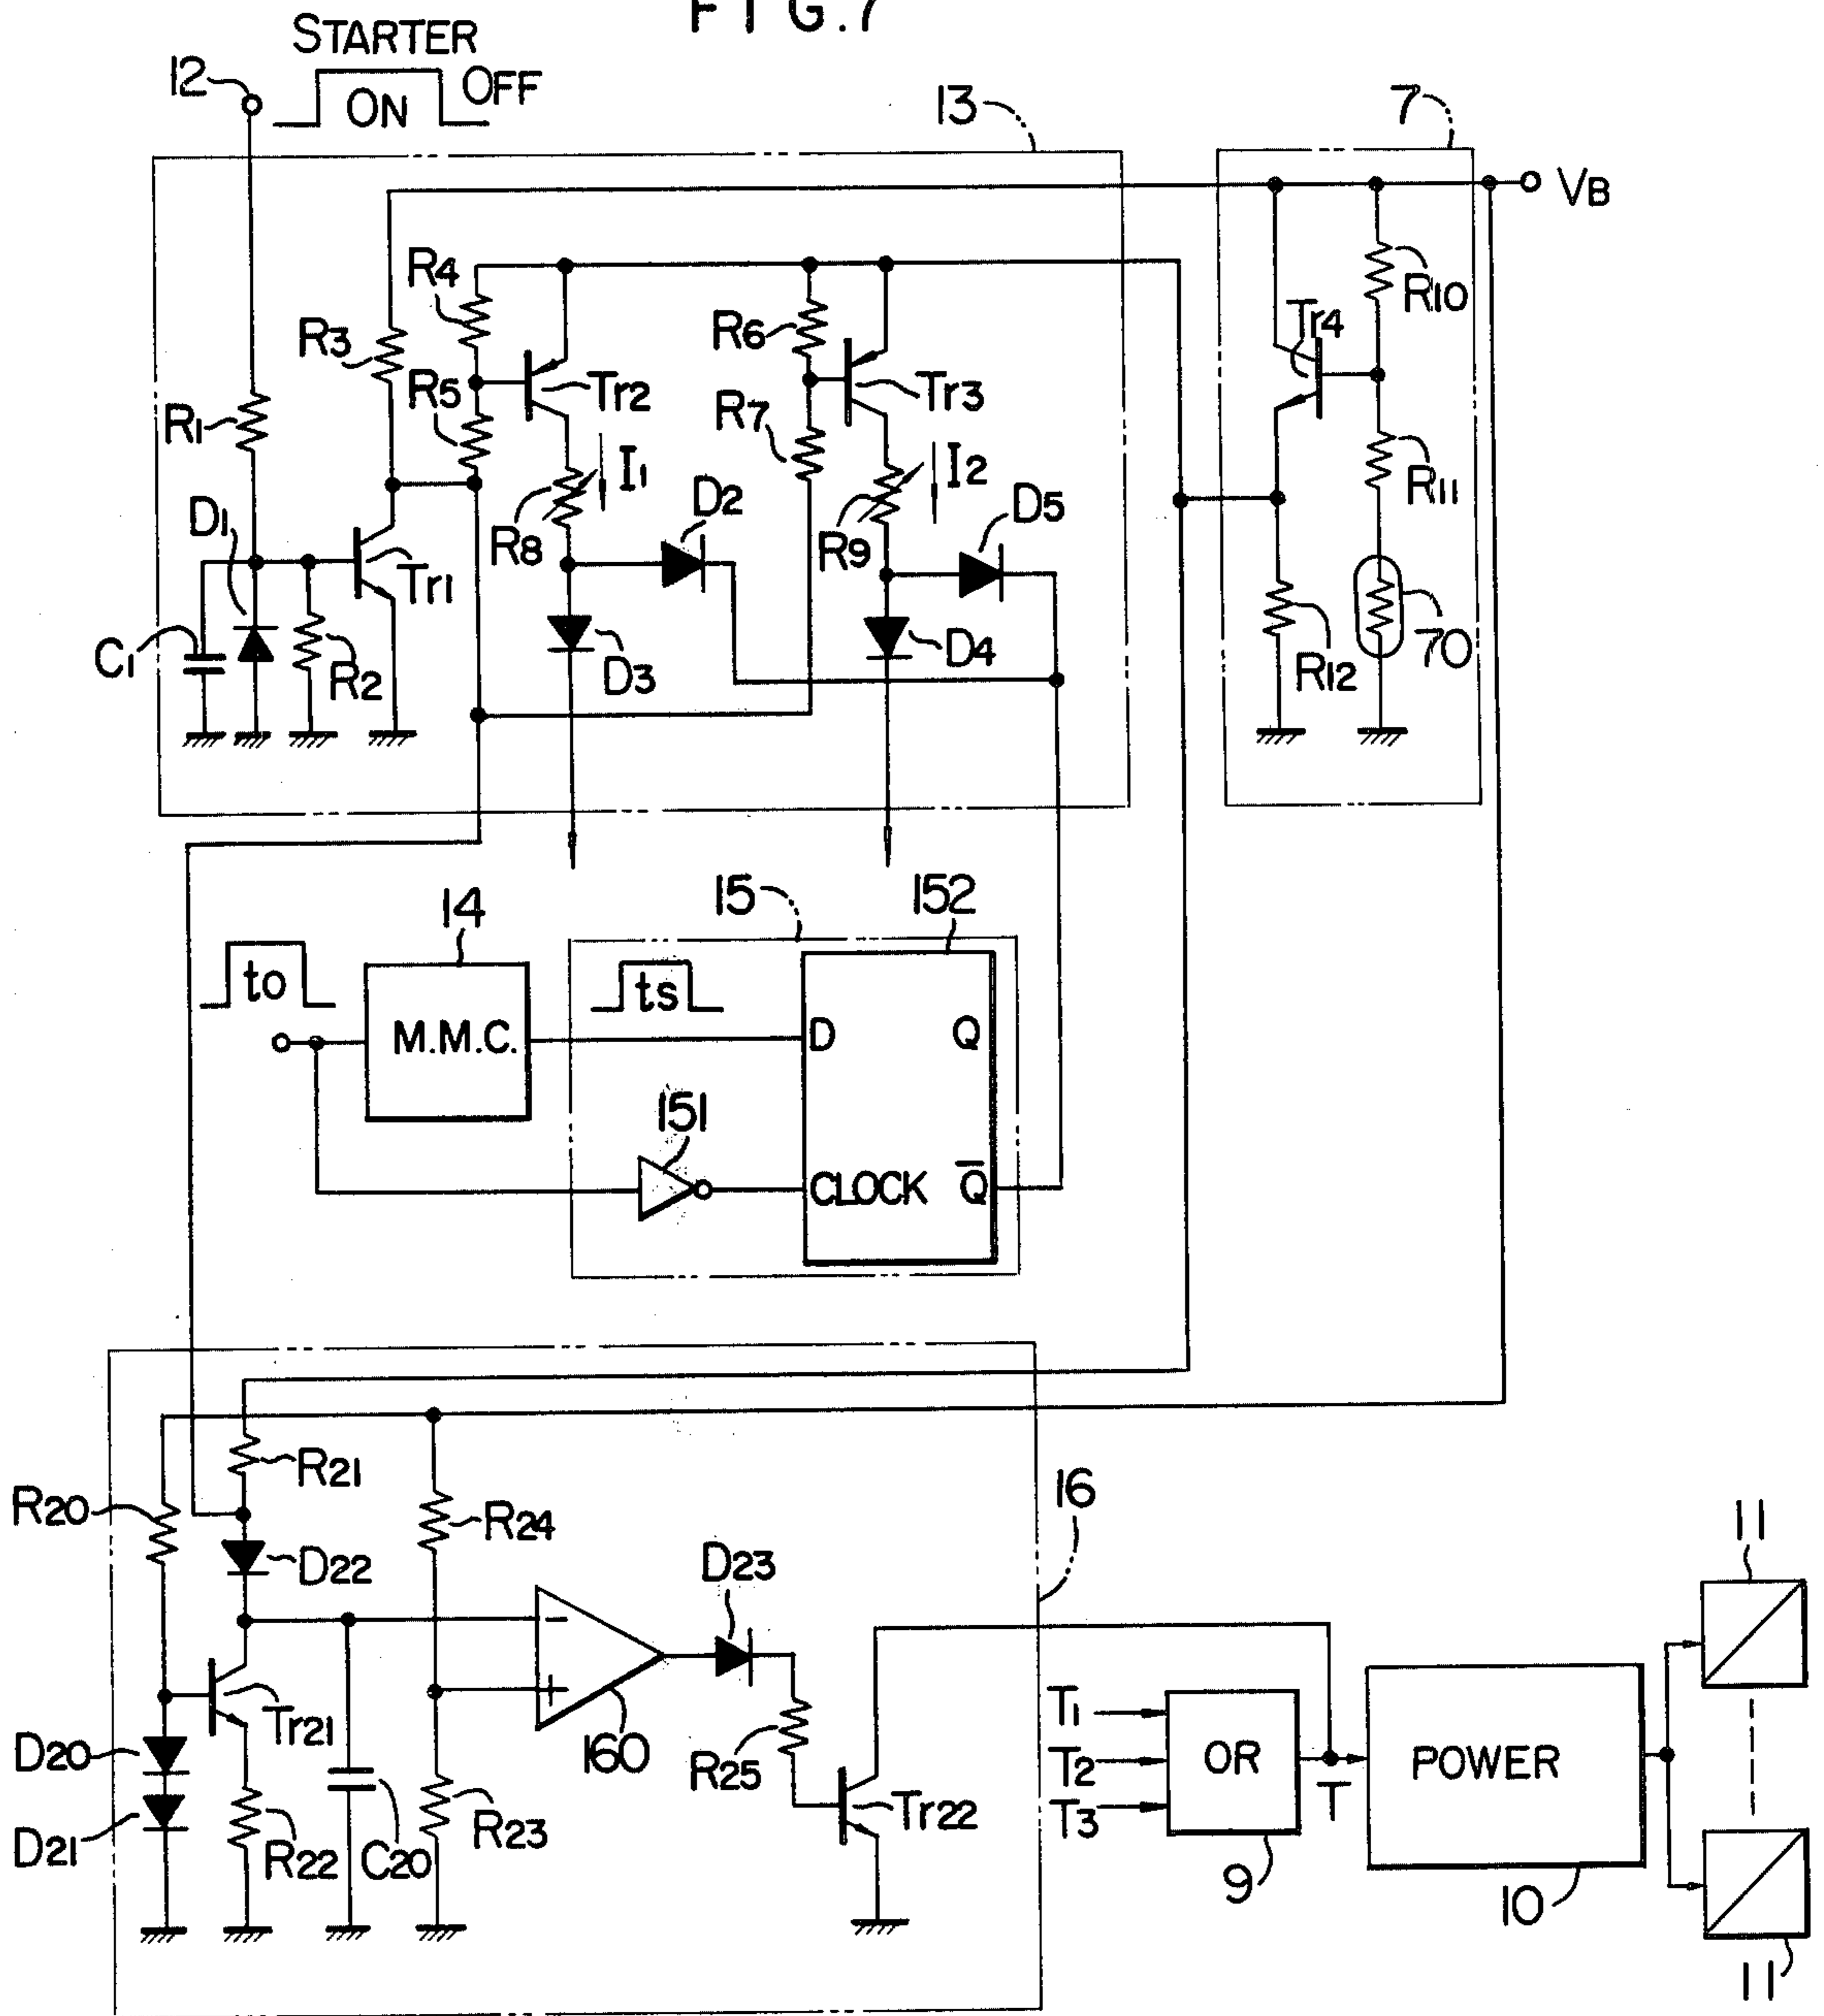 FIG.7
STARTER
12
ON
OFF
13
7
VB
R4
R10
R3
R6
Tr4
R5
Tr2
Tr3
R1
R7
I1
I2
R11
D1
D2
D5
R8
R9
Tr1
C1
R2
D3
D4
R12
70
14
15
152
to
ts
M.M.C.
D
Q
151
CLOCK
Q̅
R21
R20
R24
16
11
D22
D23
−
+
Tr21
160
T1
D20
R25
OR
POWER
T2
T
D21
R22
C20
R23
Tr22
T3
9
10
11